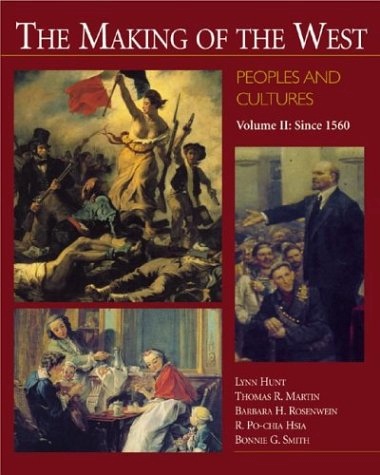 THE MAKING OF THE WEST
PEOPLES AND
CULTURES
Volume II: Since 1560
LYNN HUNT
THOMAS R. MARTIN
BARBARA H. ROSENWEIN
R. PO-CHIA HSIA
BONNIE G. SMITH